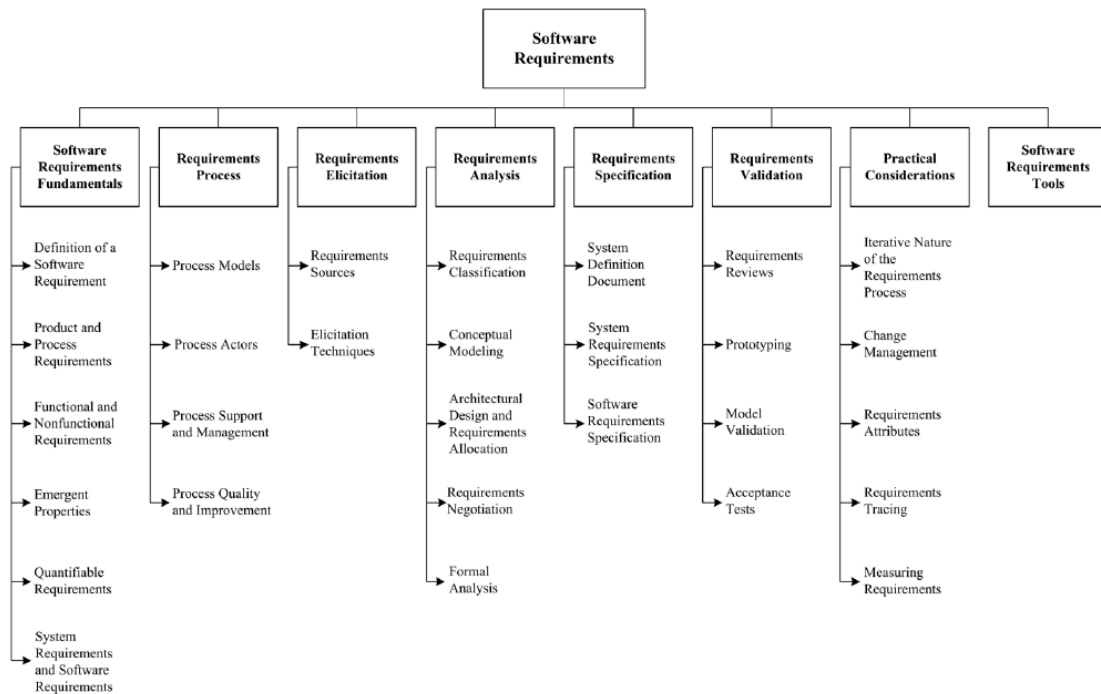 Software
Requirements
Software
Requirements
Fundamentals
Requirements
Process
Requirements
Elicitation
Requirements
Analysis
Requirements
Specification
Requirements
Validation
Practical
Considerations
Software
Requirements
Tools
Definition of a
Software
Requirement
Product and
Process
Requirements
Functional and
Nonfunctional
Requirements
Emergent
Properties
Quantifiable
Requirements
System
Requirements
and Software
Requirements
Process Models
Process Actors
Process Support
and Management
Process Quality
and Improvement
Requirements
Sources
Elicitation
Techniques
Requirements
Classification
Conceptual
Modeling
Architectural
Design and
Requirements
Allocation
Requirements
Negotiation
Formal
Analysis
System
Definition
Document
System
Requirements
Specification
Software
Requirements
Specification
Requirements
Reviews
Prototyping
Model
Validation
Acceptance
Tests
Iterative Nature
of the
Requirements
Process
Change
Management
Requirements
Attributes
Requirements
Tracing
Measuring
Requirements